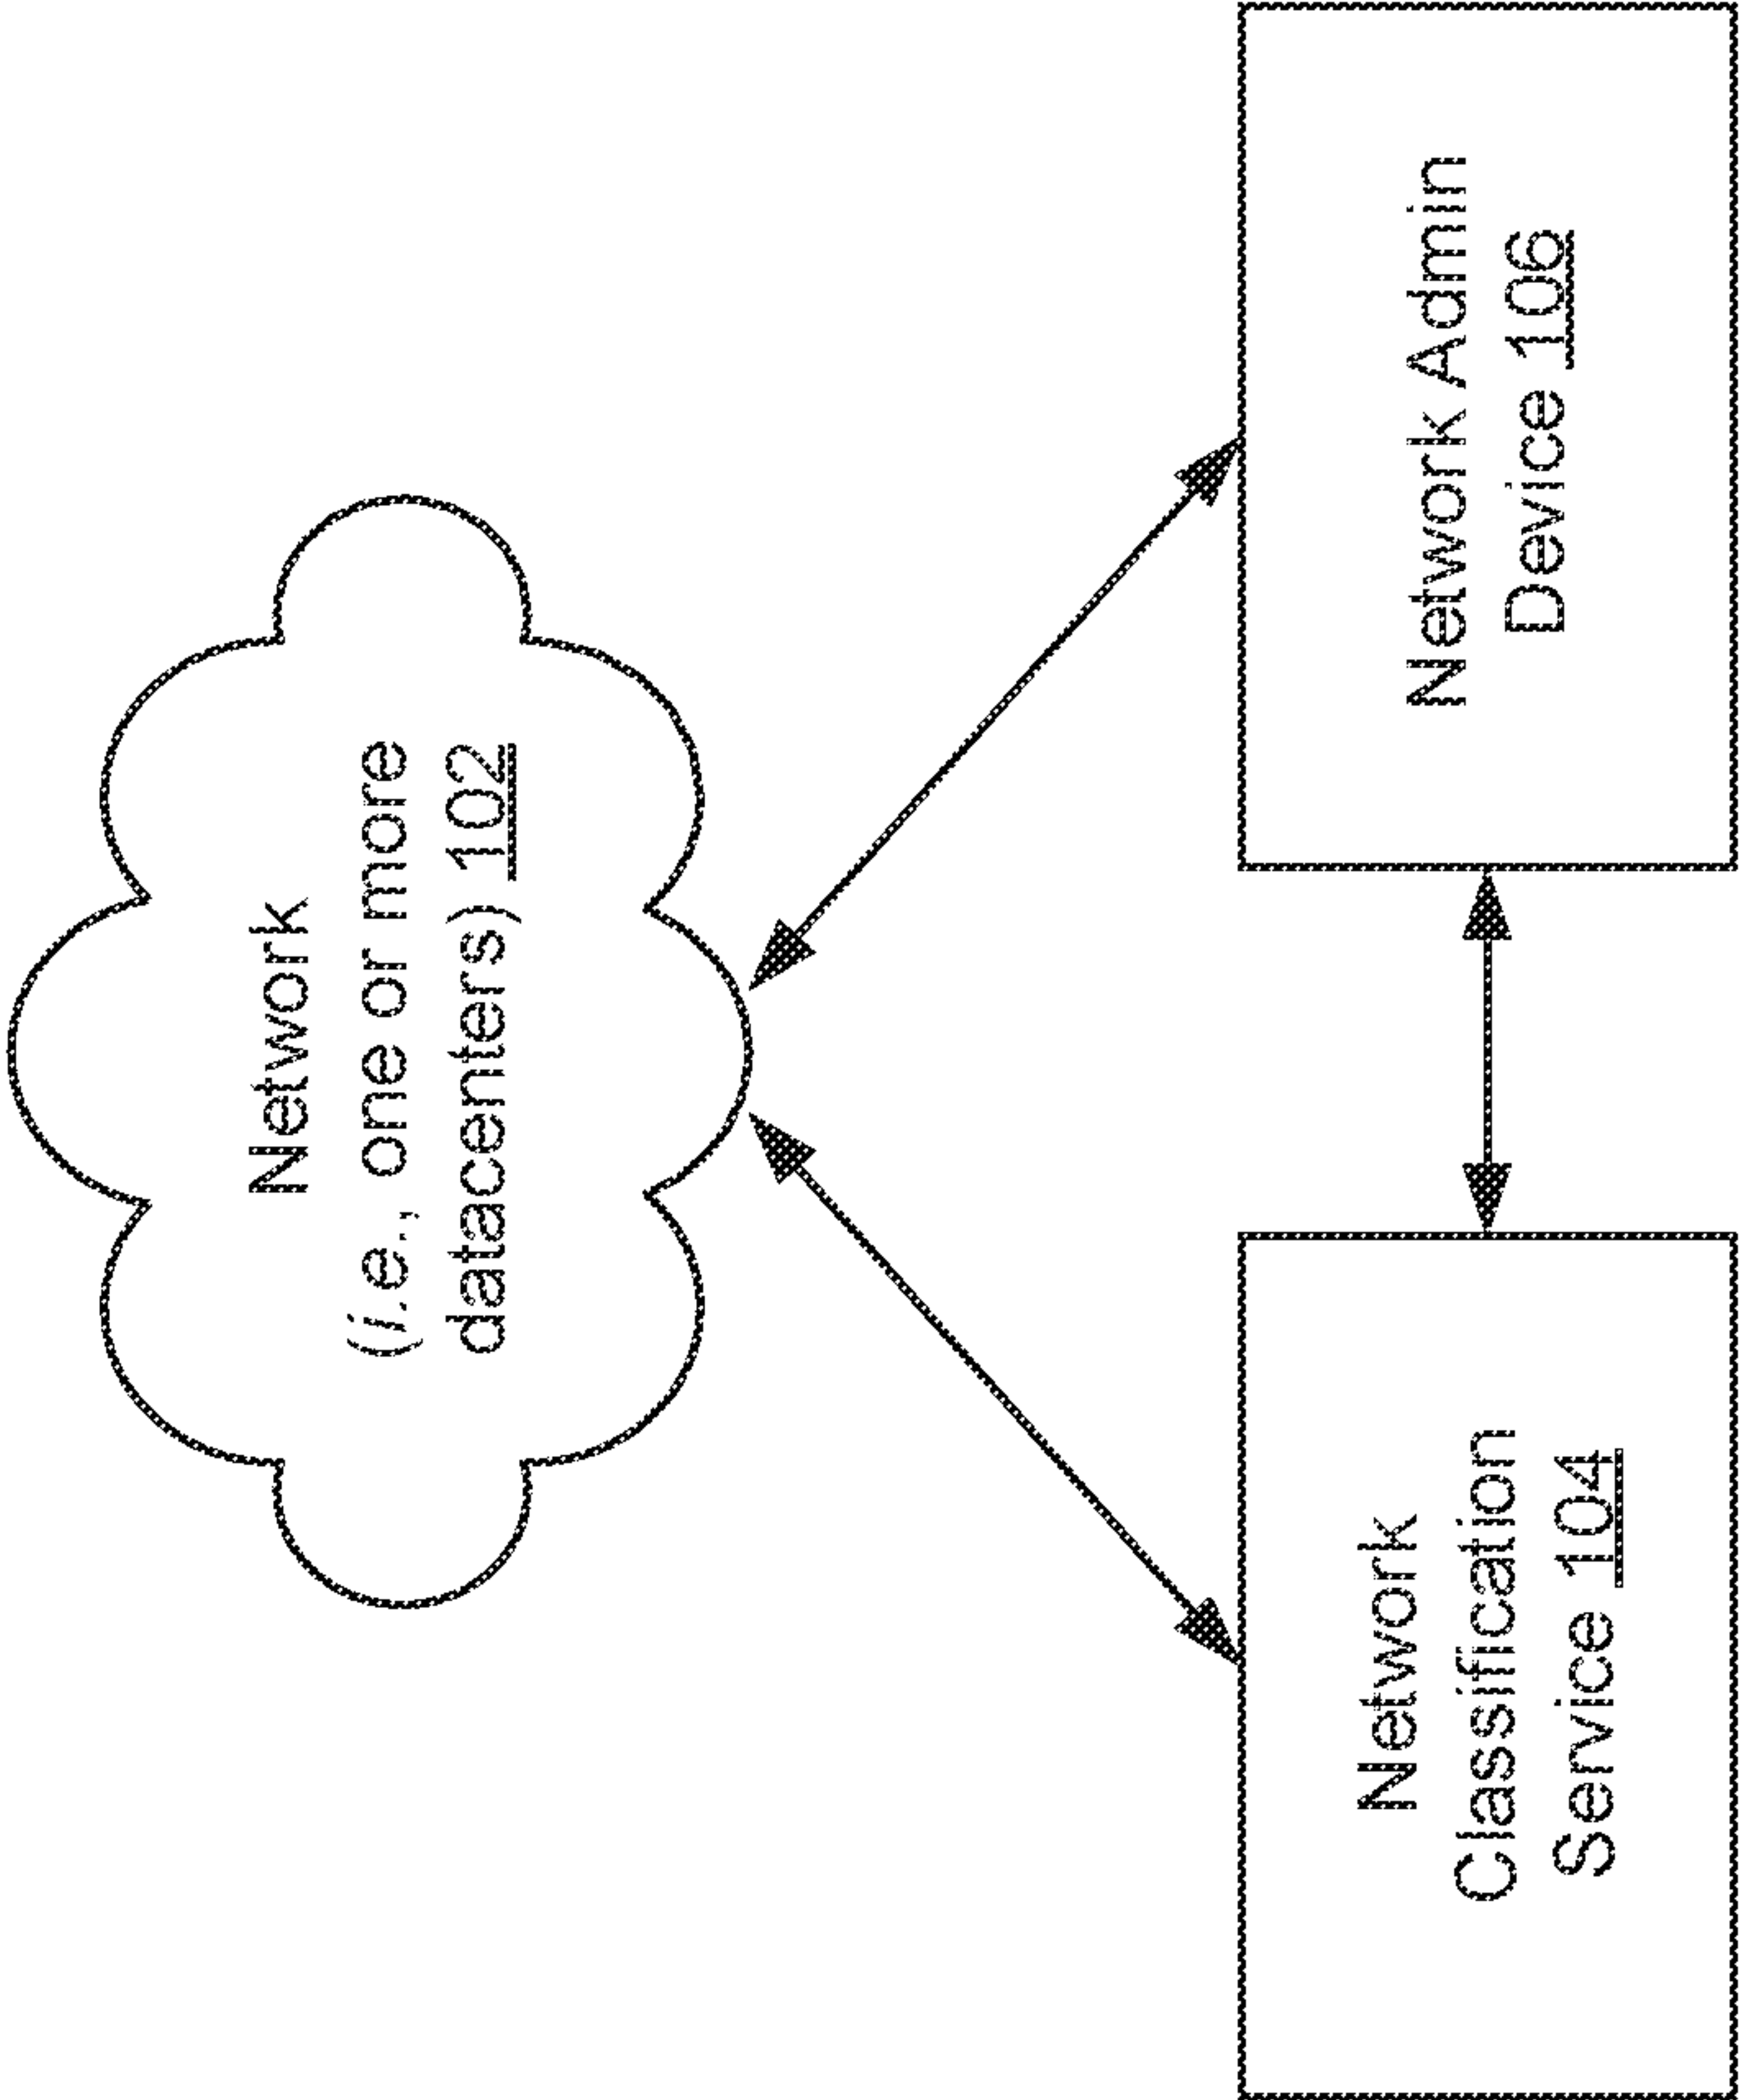 Network
(i.e., one or more
datacenters) 102
Network
Classification
Service 104
Network Admin
Device 106